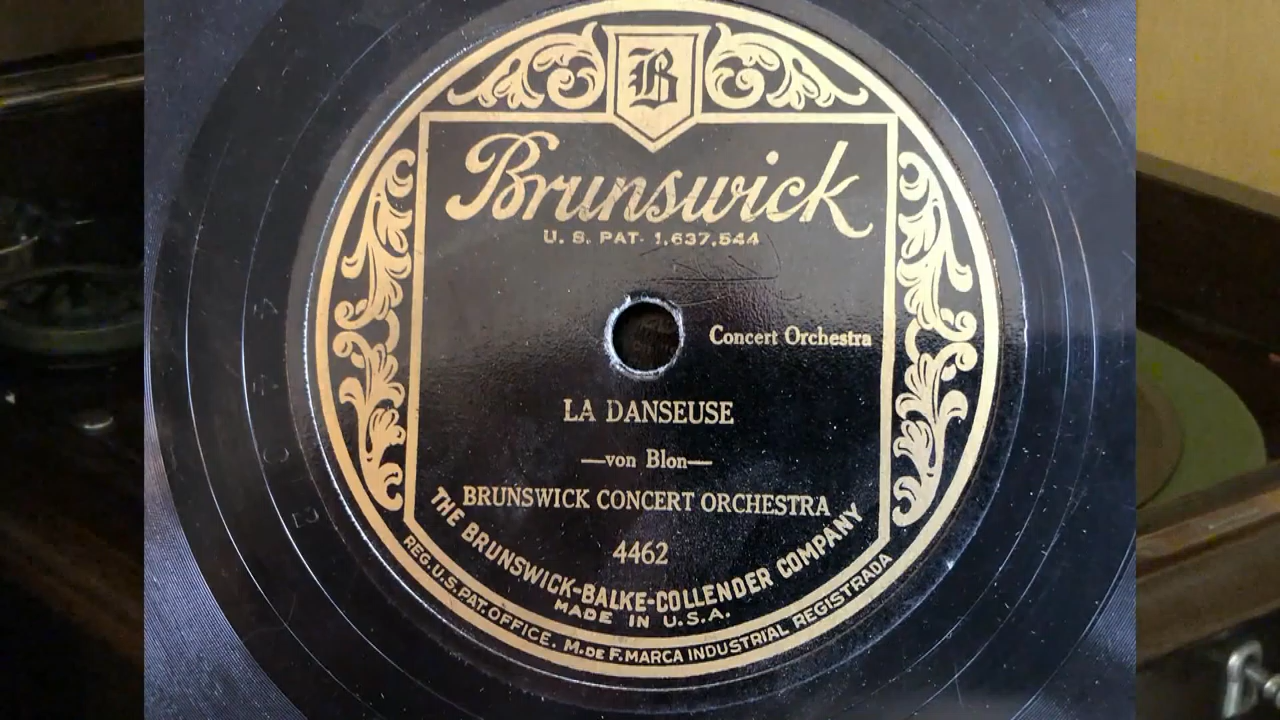 B
Brunswick
U. S. PAT. 1,637,544
Concert Orchestra
LA DANSEUSE
—von Blon—
BRUNSWICK CONCERT ORCHESTRA
4462
THE BRUNSWICK-BALKE-COLLENDER COMPANY
MADE IN U.S.A.
REG. U.S. PAT. OFFICE. M. DE F. MARCA INDUSTRIAL REGISTRADA